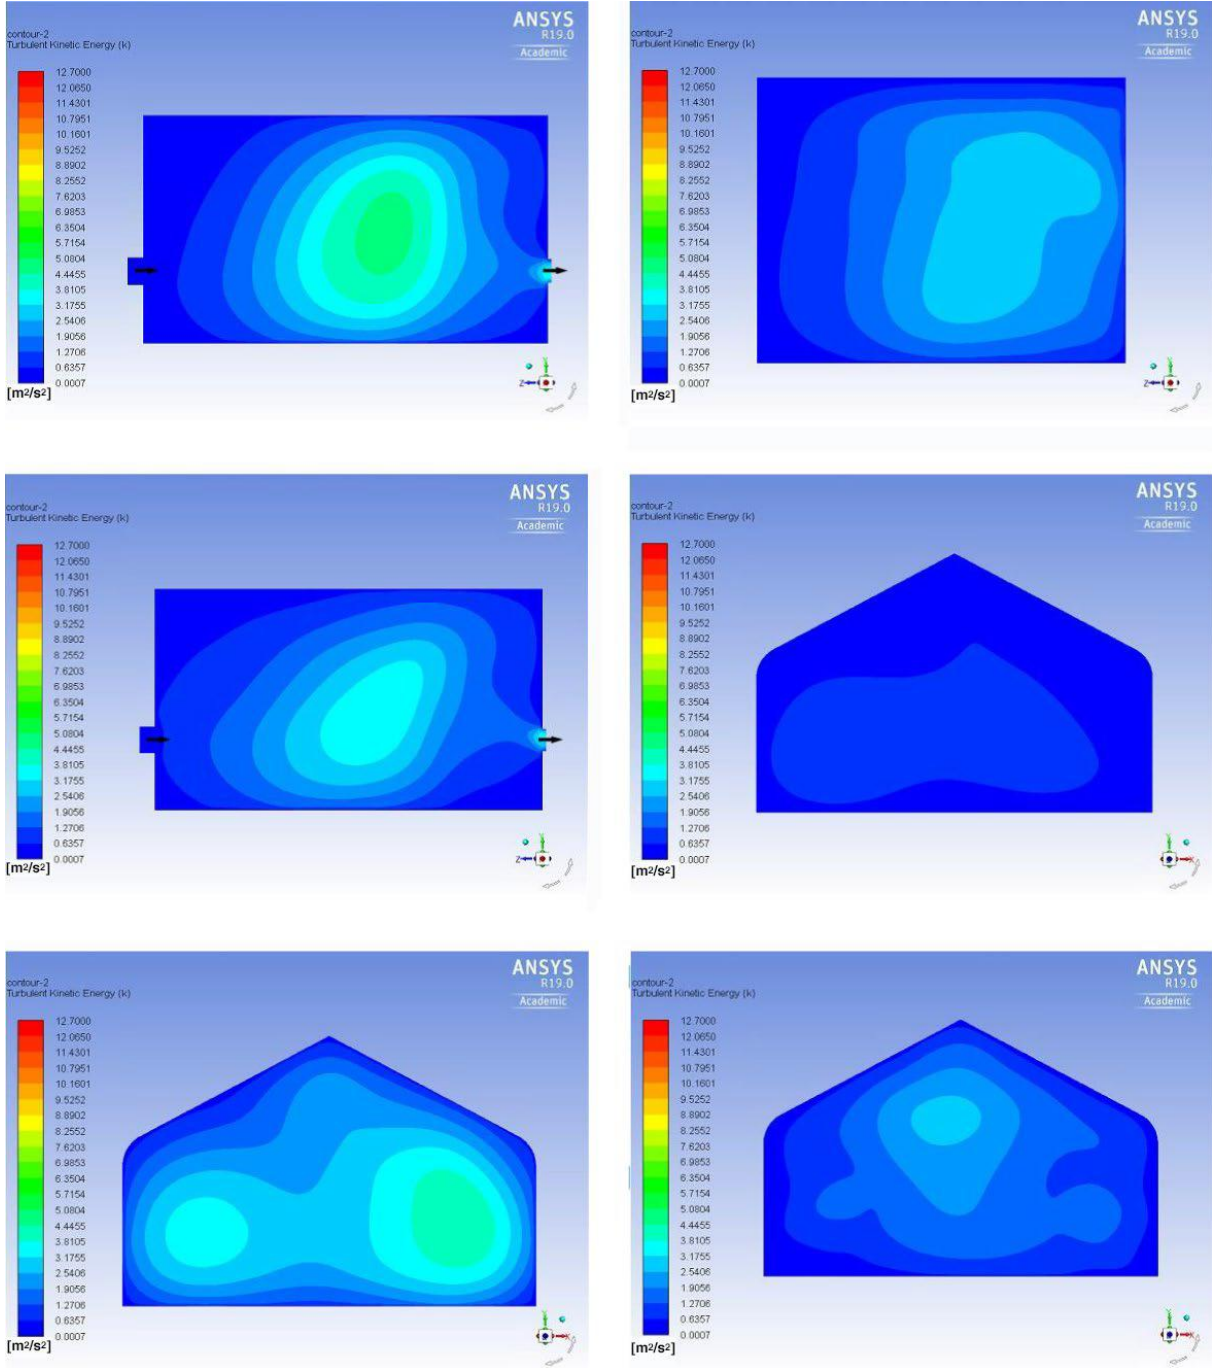 ANSYS
R19.0
Academic
contour-2
Turbulent Kinetic Energy (k)
12.7000
12.0650
11.4301
10.7951
10.1601
9.5252
8.8902
8.2552
7.6203
6.9853
6.3504
5.7154
5.0804
4.4455
3.8105
3.1755
2.5406
1.9056
1.2706
0.6357
0.0007
[m²/s²]
Y
Z
ANSYS
R19.0
Academic
contour-2
Turbulent Kinetic Energy (k)
12.7000
12.0650
11.4301
10.7951
10.1601
9.5252
8.8902
8.2552
7.6203
6.9853
6.3504
5.7154
5.0804
4.4455
3.8105
3.1755
2.5406
1.9056
1.2706
0.6357
0.0007
[m²/s²]
Y
Z
ANSYS
R19.0
Academic
contour-2
Turbulent Kinetic Energy (k)
12.7000
12.0650
11.4301
10.7951
10.1601
9.5252
8.8902
8.2552
7.6203
6.9853
6.3504
5.7154
5.0804
4.4455
3.8105
3.1755
2.5406
1.9056
1.2706
0.6357
0.0007
[m²/s²]
Y
Z
ANSYS
R19.0
Academic
contour-2
Turbulent Kinetic Energy (k)
12.7000
12.0650
11.4301
10.7951
10.1601
9.5252
8.8902
8.2552
7.6203
6.9853
6.3504
5.7154
5.0804
4.4455
3.8105
3.1755
2.5406
1.9056
1.2706
0.6357
0.0007
[m²/s²]
Y
X
ANSYS
R19.0
Academic
contour-2
Turbulent Kinetic Energy (k)
12.7000
12.0650
11.4301
10.7951
10.1601
9.5252
8.8902
8.2552
7.6203
6.9853
6.3504
5.7154
5.0804
4.4455
3.8105
3.1755
2.5406
1.9056
1.2706
0.6357
0.0007
[m²/s²]
Y
X
ANSYS
R19.0
Academic
contour-2
Turbulent Kinetic Energy (k)
12.7000
12.0650
11.4301
10.7951
10.1601
9.5252
8.8902
8.2552
7.6203
6.9853
6.3504
5.7154
5.0804
4.4455
3.8105
3.1755
2.5406
1.9056
1.2706
0.6357
0.0007
[m²/s²]
Y
X